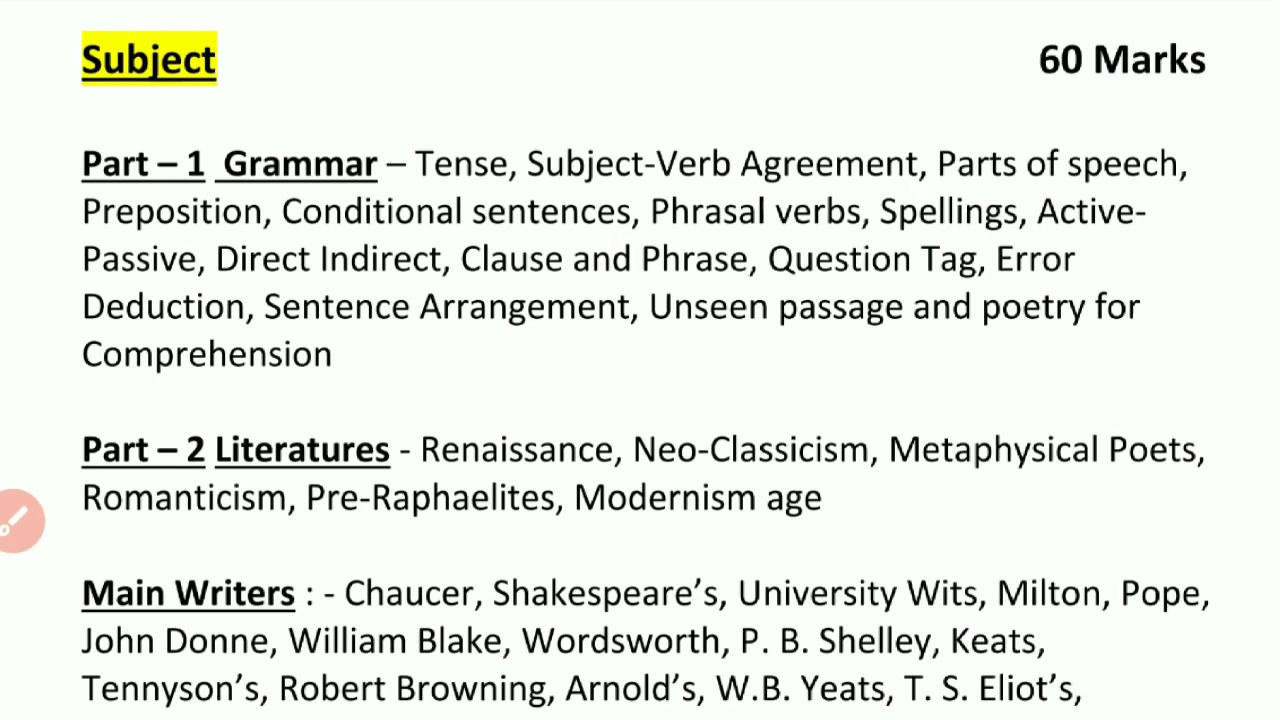 Subject 60 Marks
Part – 1 Grammar – Tense, Subject-Verb Agreement, Parts of speech,
Preposition, Conditional sentences, Phrasal verbs, Spellings, Active-
Passive, Direct Indirect, Clause and Phrase, Question Tag, Error
Deduction, Sentence Arrangement, Unseen passage and poetry for
Comprehension
Part – 2 Literatures - Renaissance, Neo-Classicism, Metaphysical Poets,
Romanticism, Pre-Raphaelites, Modernism age
Main Writers : - Chaucer, Shakespeare’s, University Wits, Milton, Pope,
John Donne, William Blake, Wordsworth, P. B. Shelley, Keats,
Tennyson’s, Robert Browning, Arnold’s, W.B. Yeats, T. S. Eliot’s,